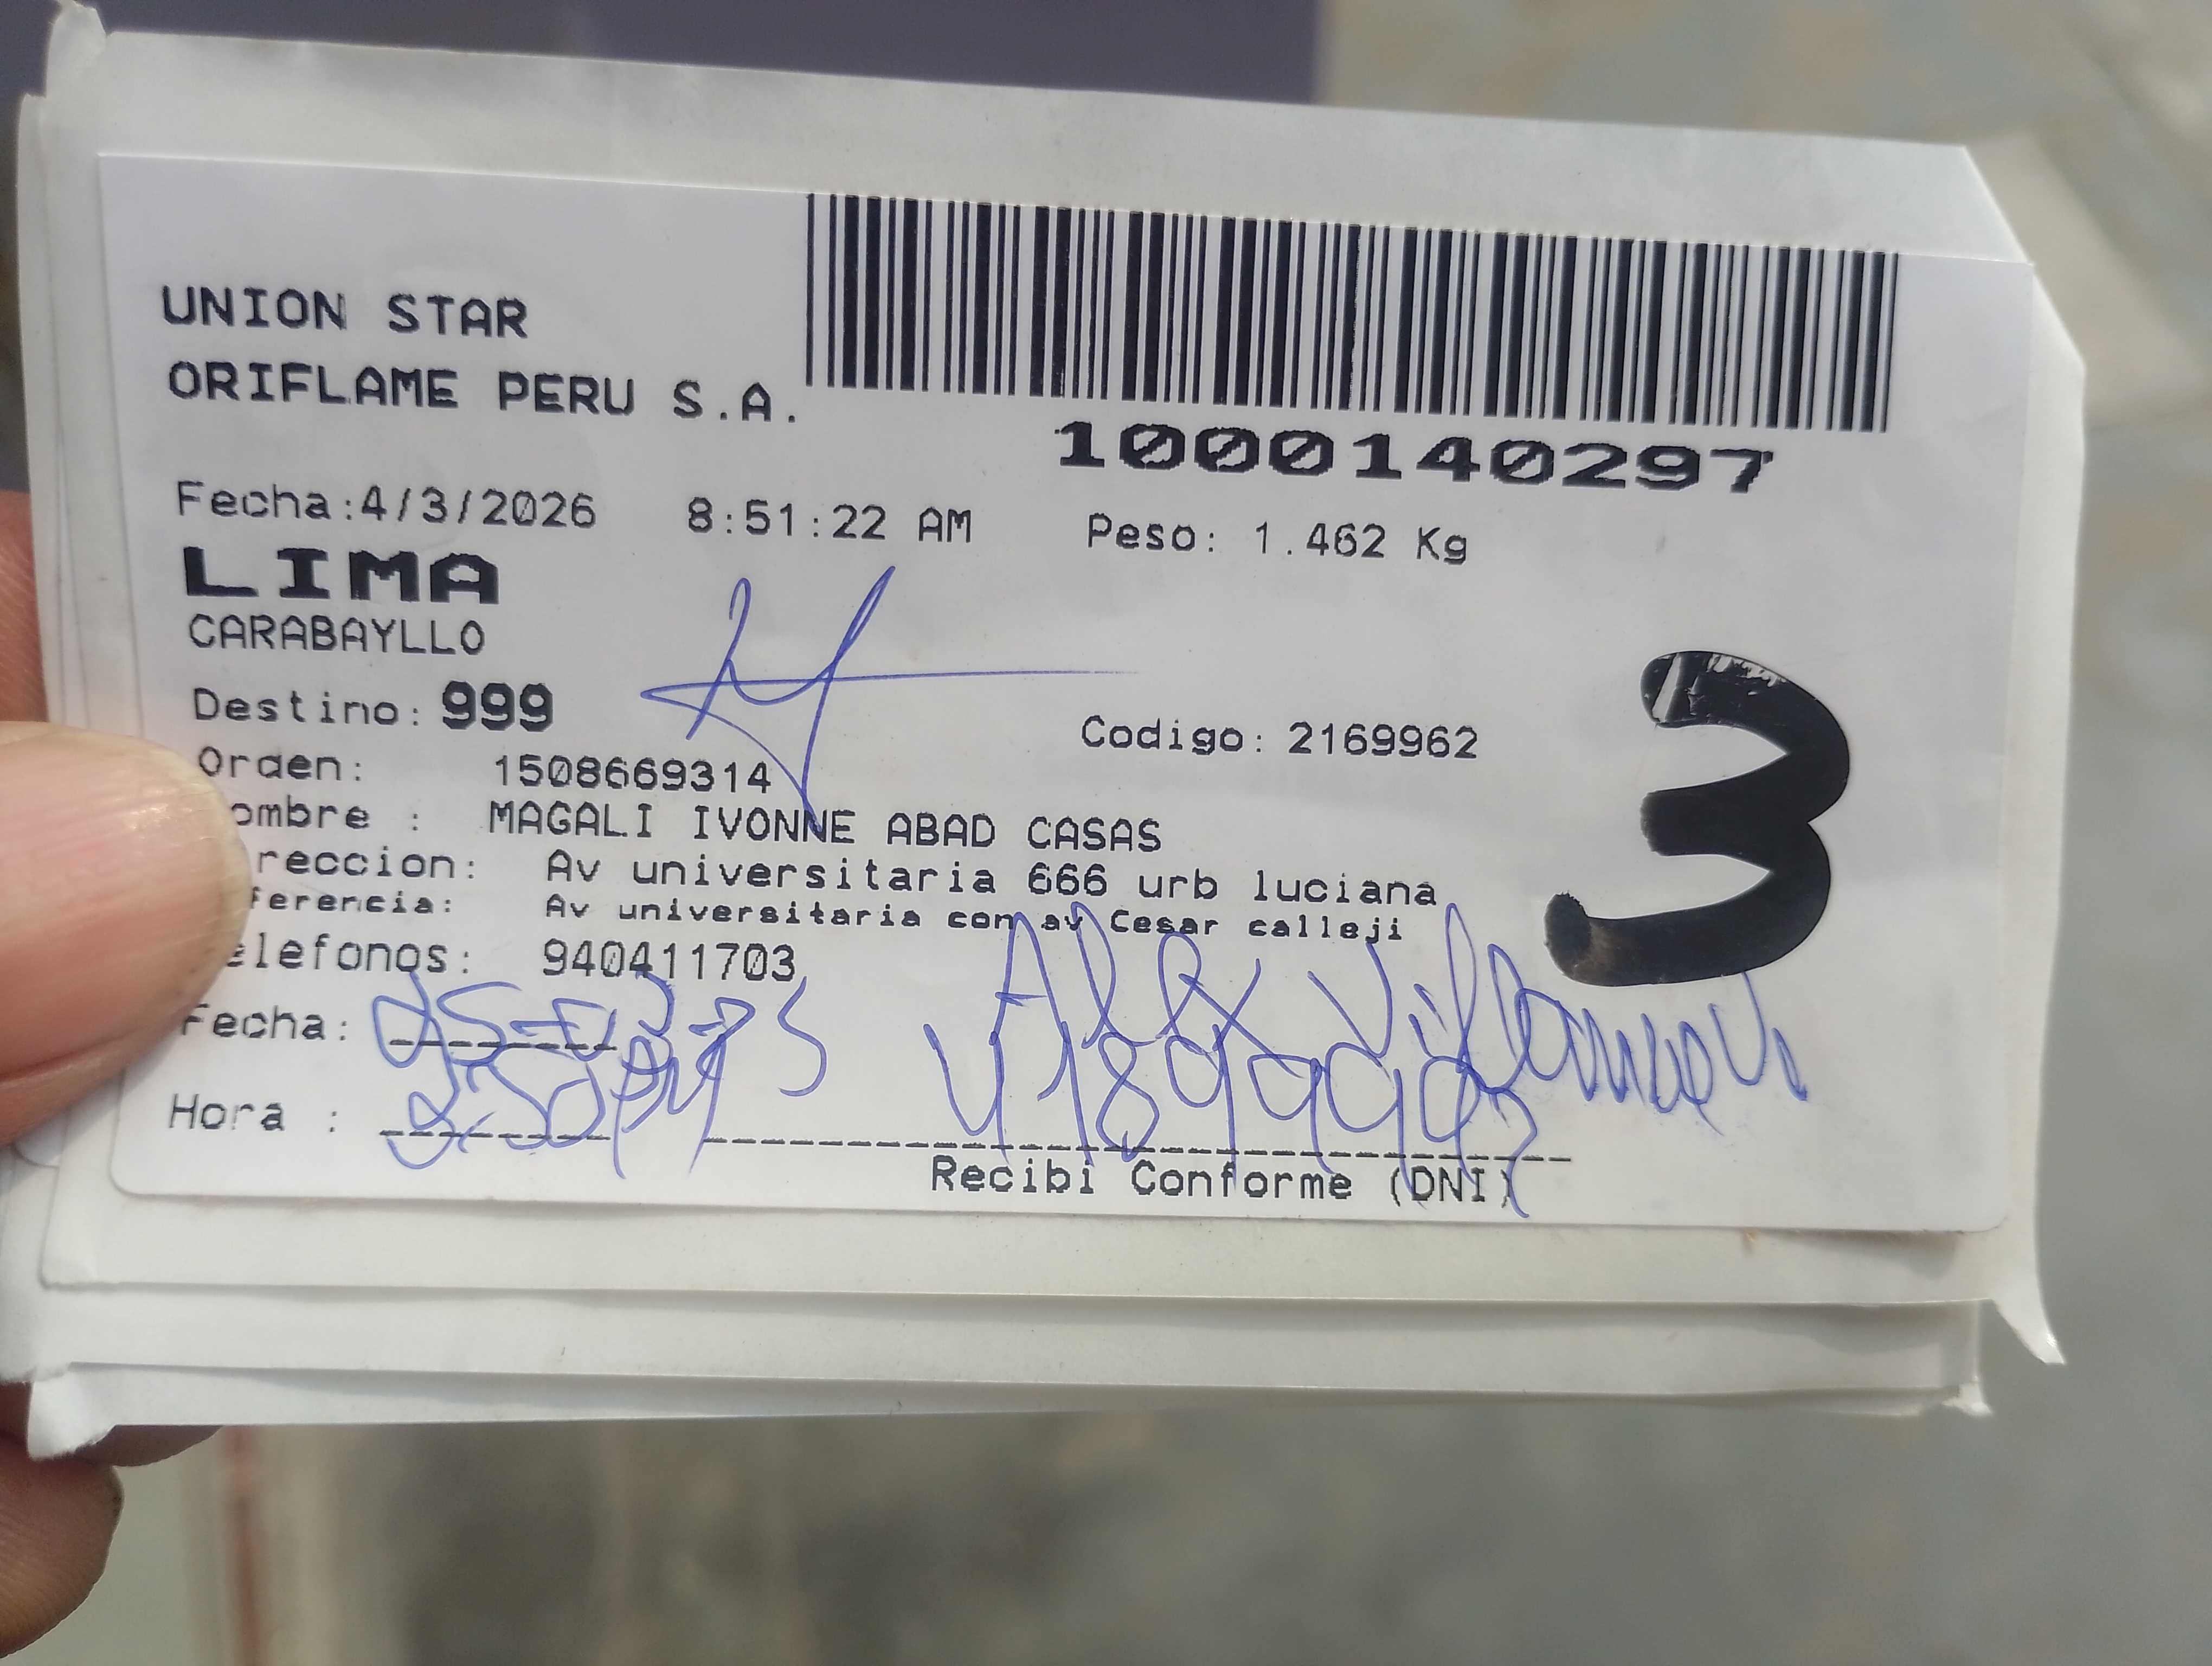 UNION STAR
ORIFLAME PERU S.A.
1000140297
Fecha:4/3/2026 8:51:22 AM Peso: 1.462 Kg
LIMA
CARABAYLLO
Destino: 999
Codigo: 2169962
3
Orden: 1508669314
ombre : MAGALI IVONNE ABAD CASAS
reccion: Av universitaria 666 urb luciana
ferencia: Av universitaria con av Cesar calleji
elefonos: 940411703
Fecha:
Alex
Hora :
Recibi Conforme (DNI)